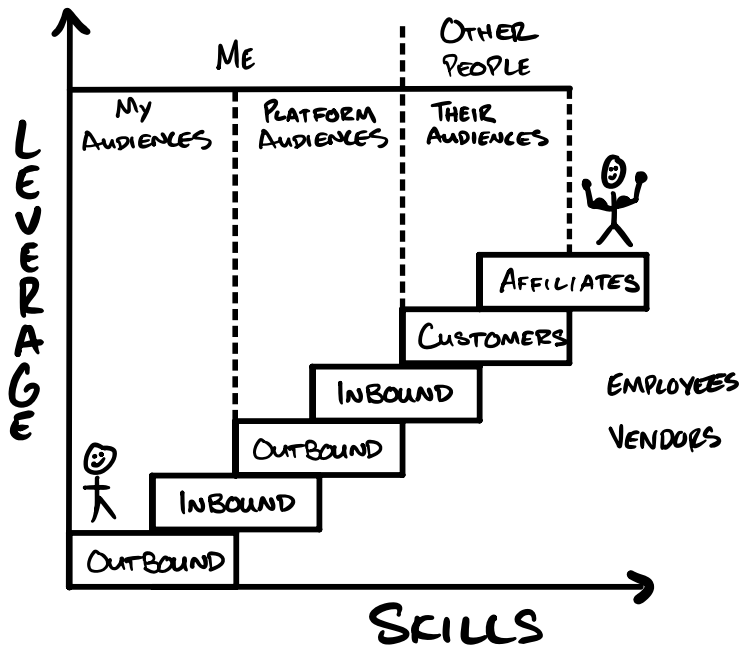 ME
OTHER
PEOPLE
MY
AUDIENCES
PLATFORM
AUDIENCES
THEIR
AUDIENCES
LEVERAGE
AFFILIATES
CUSTOMERS
INBOUND
EMPLOYEES
VENDORS
OUTBOUND
INBOUND
OUTBOUND
SKILLS